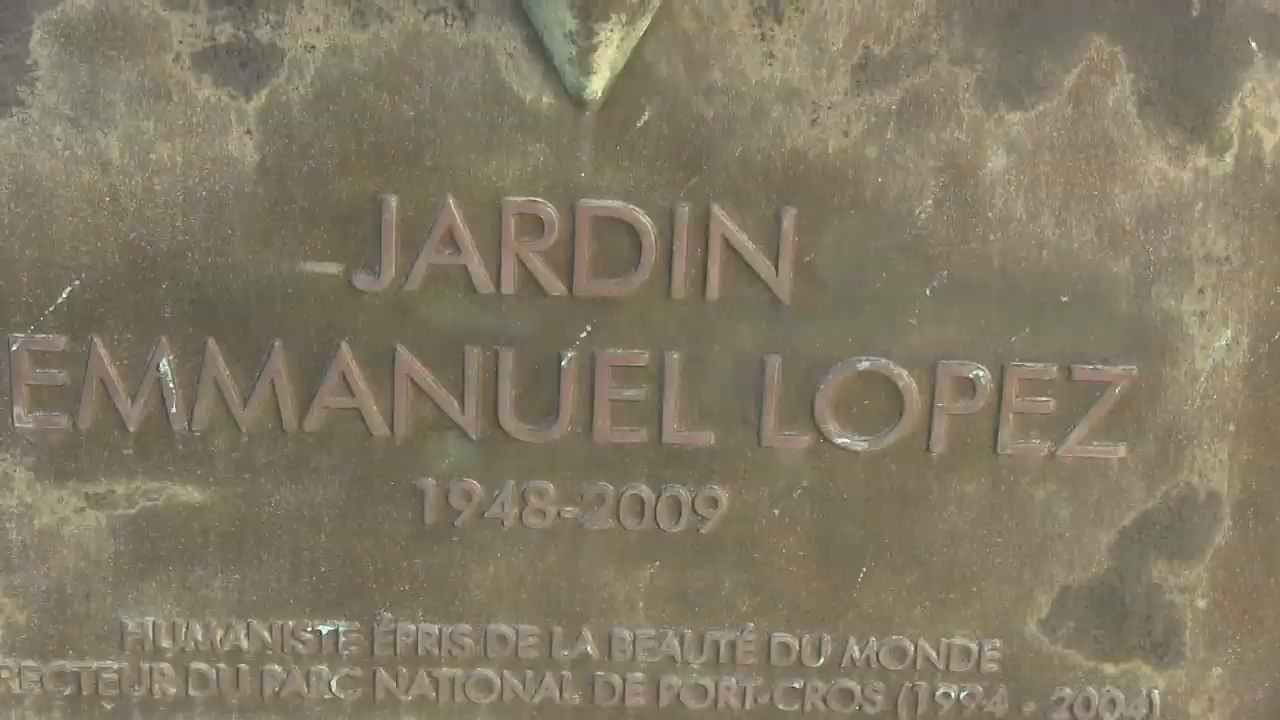 JARDIN
EMMANUEL LOPEZ
1948-2009
HUMANISTE ÉPRIS DE LA BEAUTÉ DU MONDE
RECTEUR DU PARC NATIONAL DE PORT-CROS (1994 - 2004)